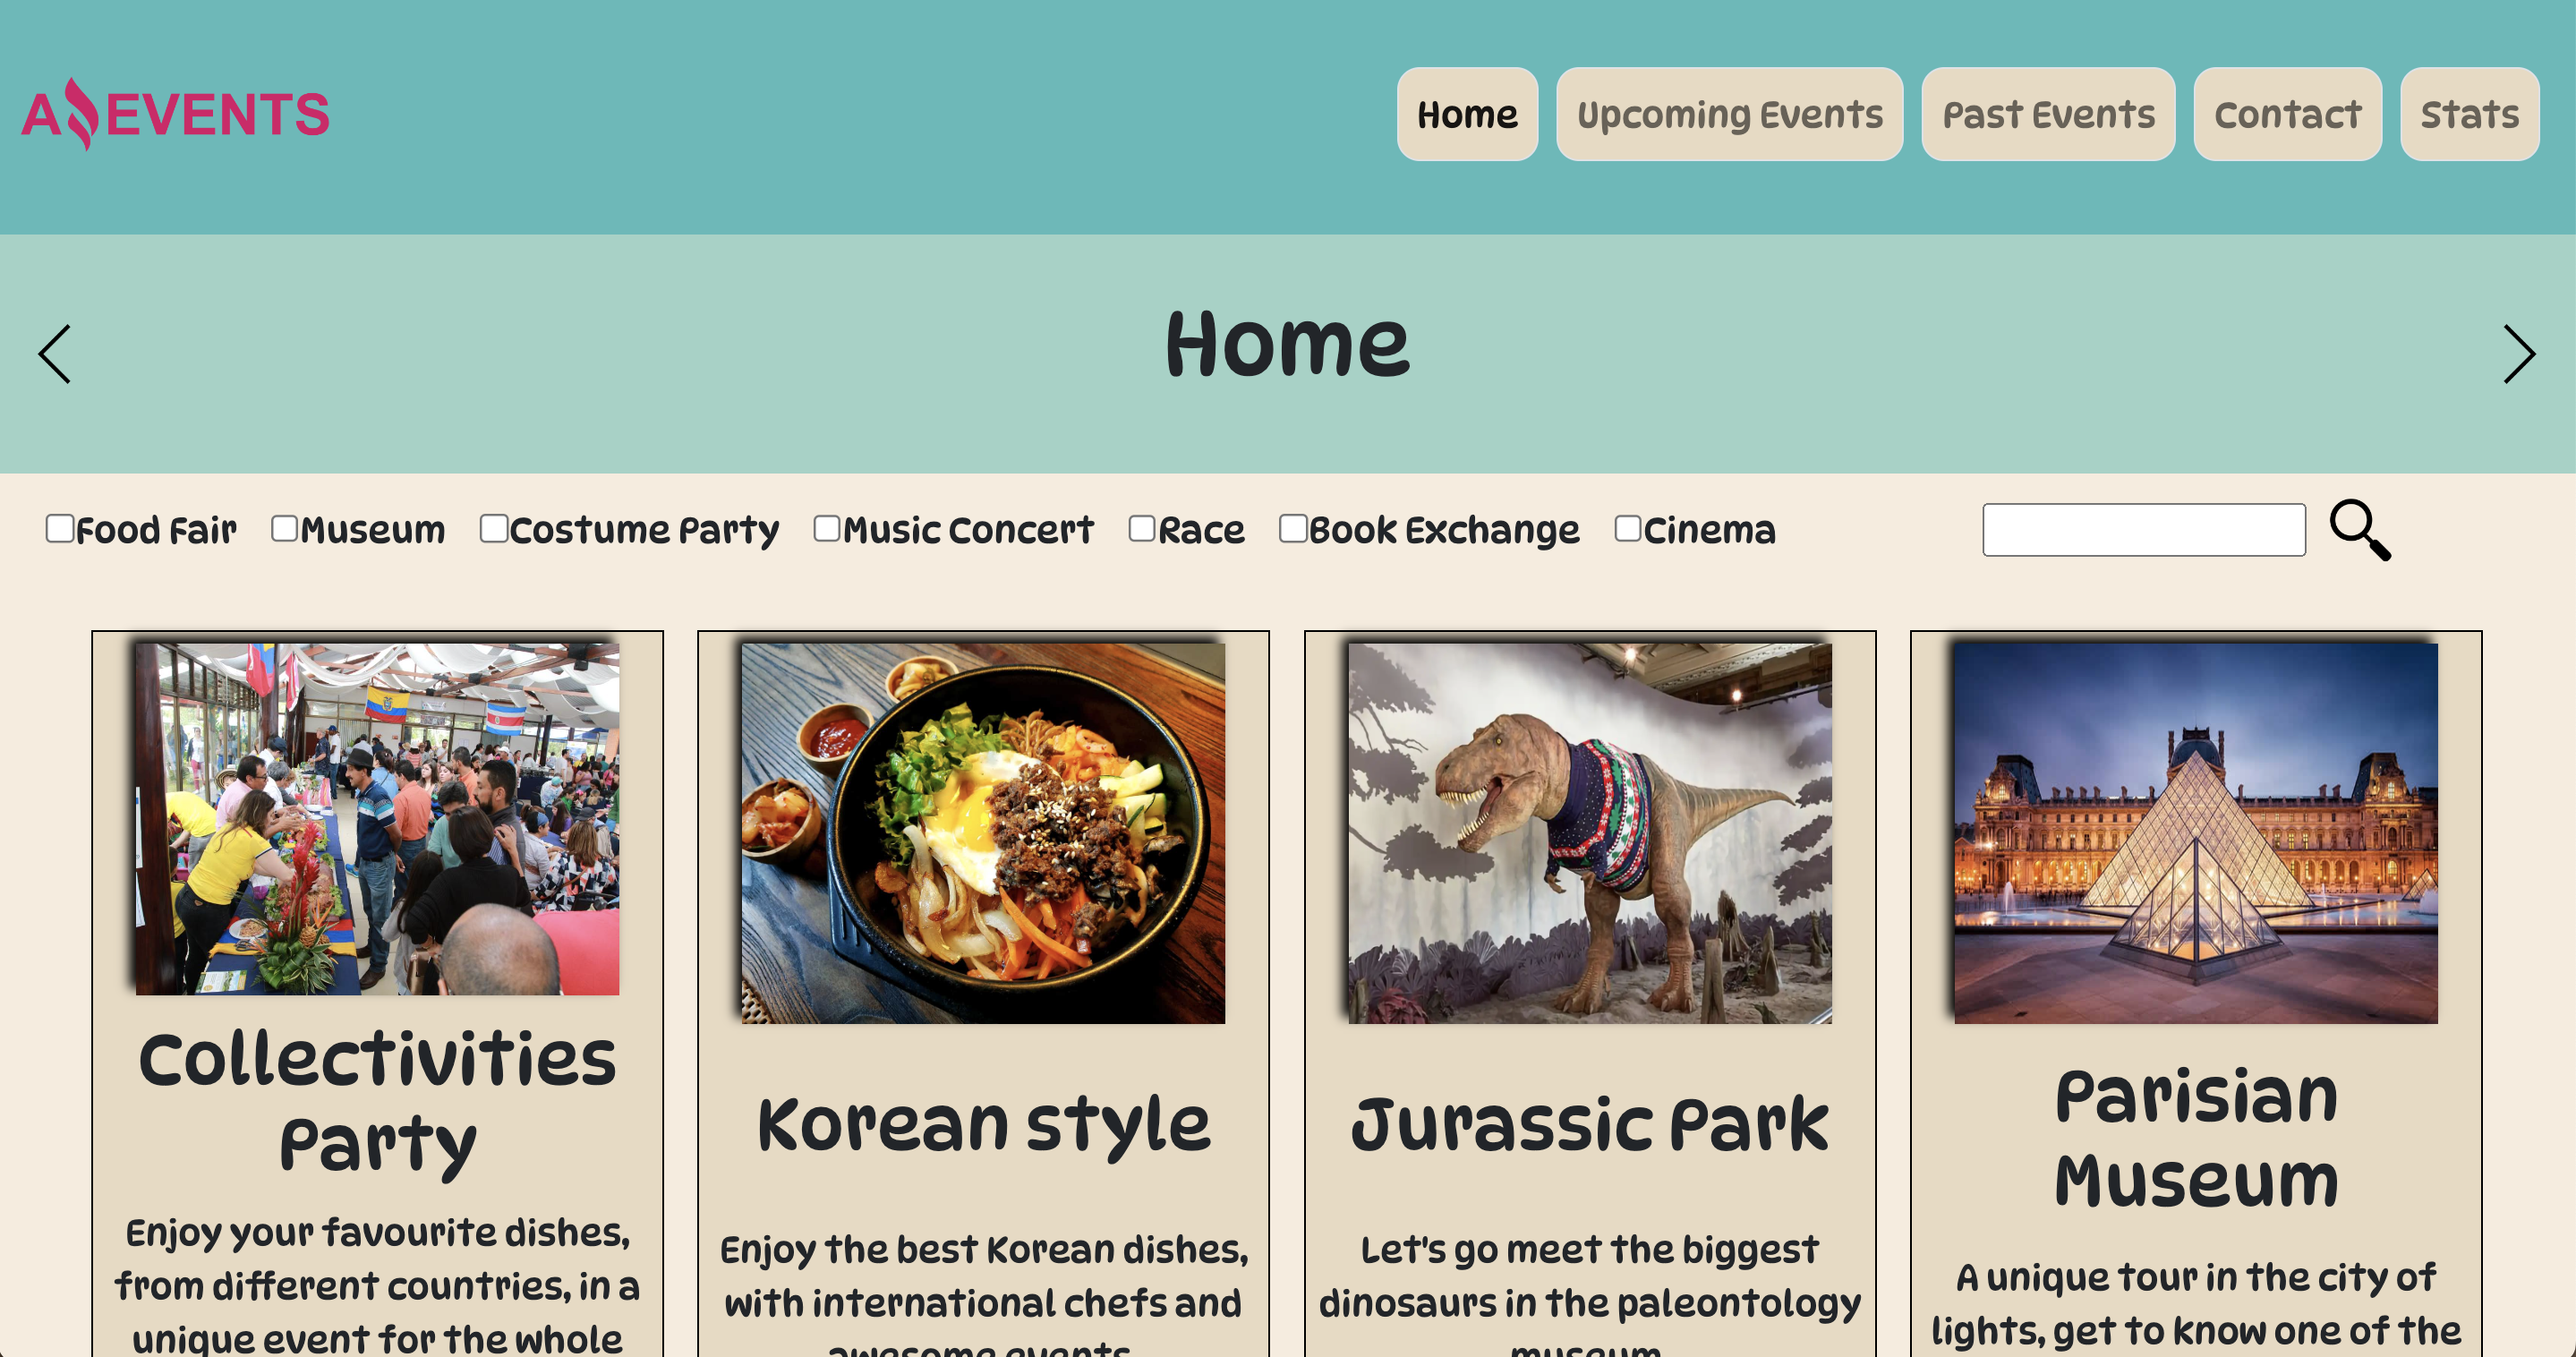 A EVENTS
Home
Upcoming Events
Past Events
Contact
Stats
Home
Food Fair
Museum
Costume Party
Music Concert
Race
Book Exchange
Cinema
Collectivities
Party
Enjoy your favourite dishes,
from different countries, in a
unique event for the whole
Korean style
Enjoy the best Korean dishes,
with international chefs and
awesome events
Jurassic Park
Let's go meet the biggest
dinosaurs in the paleontology
museum
Parisian
Museum
A unique tour in the city of
lights, get to know one of the